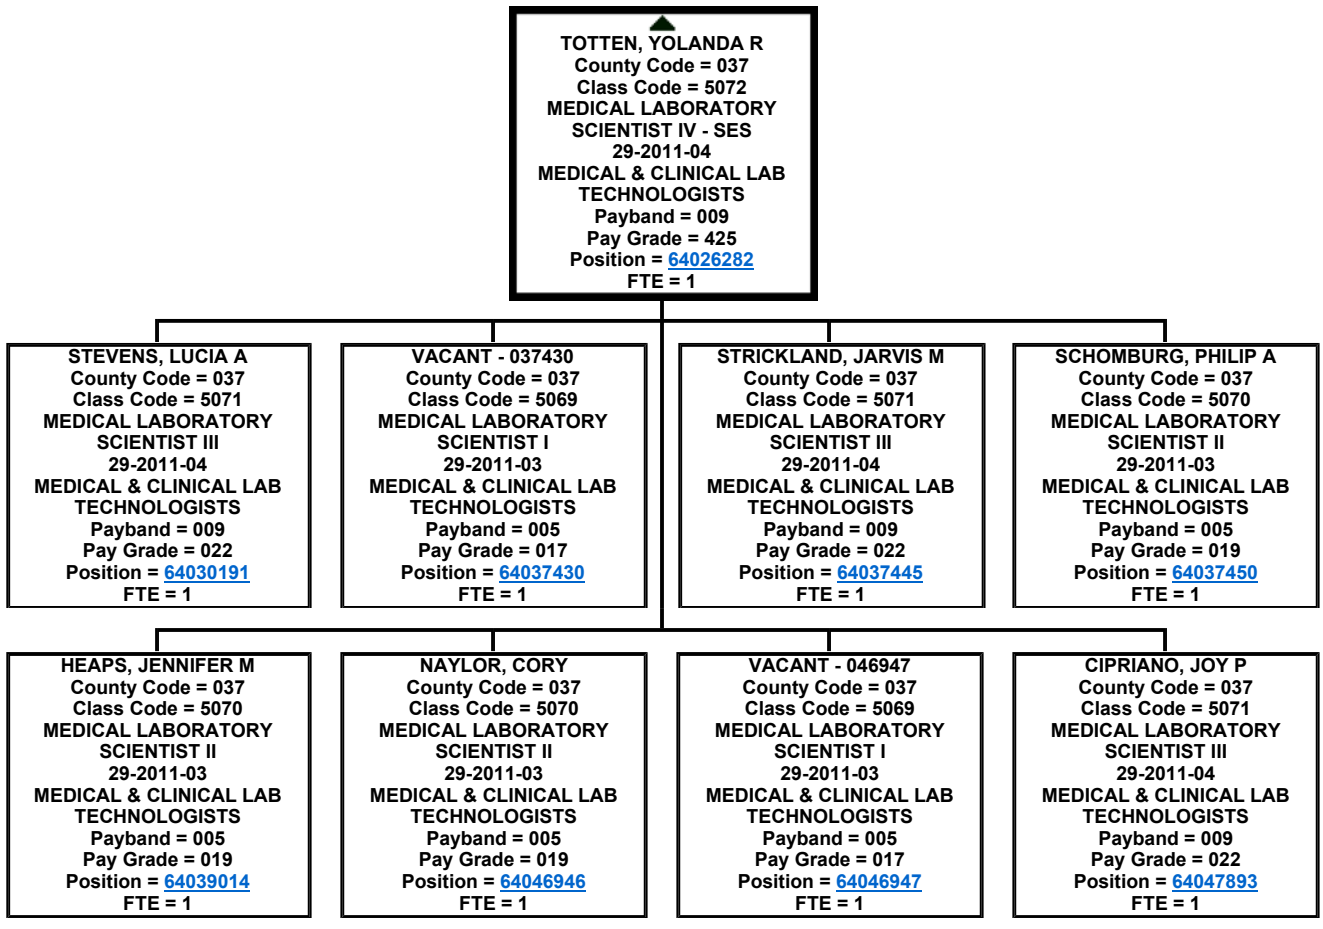 TOTTEN, YOLANDA R
County Code = 037
Class Code = 5072
MEDICAL LABORATORY
SCIENTIST IV - SES
29-2011-04
MEDICAL & CLINICAL LAB
TECHNOLOGISTS
Payband = 009
Pay Grade = 425
Position = 64026282
FTE = 1
STEVENS, LUCIA A
County Code = 037
Class Code = 5071
MEDICAL LABORATORY
SCIENTIST III
29-2011-04
MEDICAL & CLINICAL LAB
TECHNOLOGISTS
Payband = 009
Pay Grade = 022
Position = 64030191
FTE = 1
VACANT - 037430
County Code = 037
Class Code = 5069
MEDICAL LABORATORY
SCIENTIST I
29-2011-03
MEDICAL & CLINICAL LAB
TECHNOLOGISTS
Payband = 005
Pay Grade = 017
Position = 64037430
FTE = 1
STRICKLAND, JARVIS M
County Code = 037
Class Code = 5071
MEDICAL LABORATORY
SCIENTIST III
29-2011-04
MEDICAL & CLINICAL LAB
TECHNOLOGISTS
Payband = 009
Pay Grade = 022
Position = 64037445
FTE = 1
SCHOMBURG, PHILIP A
County Code = 037
Class Code = 5070
MEDICAL LABORATORY
SCIENTIST II
29-2011-03
MEDICAL & CLINICAL LAB
TECHNOLOGISTS
Payband = 005
Pay Grade = 019
Position = 64037450
FTE = 1
HEAPS, JENNIFER M
County Code = 037
Class Code = 5070
MEDICAL LABORATORY
SCIENTIST II
29-2011-03
MEDICAL & CLINICAL LAB
TECHNOLOGISTS
Payband = 005
Pay Grade = 019
Position = 64039014
FTE = 1
NAYLOR, CORY
County Code = 037
Class Code = 5070
MEDICAL LABORATORY
SCIENTIST II
29-2011-03
MEDICAL & CLINICAL LAB
TECHNOLOGISTS
Payband = 005
Pay Grade = 019
Position = 64046946
FTE = 1
VACANT - 046947
County Code = 037
Class Code = 5069
MEDICAL LABORATORY
SCIENTIST I
29-2011-03
MEDICAL & CLINICAL LAB
TECHNOLOGISTS
Payband = 005
Pay Grade = 017
Position = 64046947
FTE = 1
CIPRIANO, JOY P
County Code = 037
Class Code = 5071
MEDICAL LABORATORY
SCIENTIST III
29-2011-04
MEDICAL & CLINICAL LAB
TECHNOLOGISTS
Payband = 009
Pay Grade = 022
Position = 64047893
FTE = 1